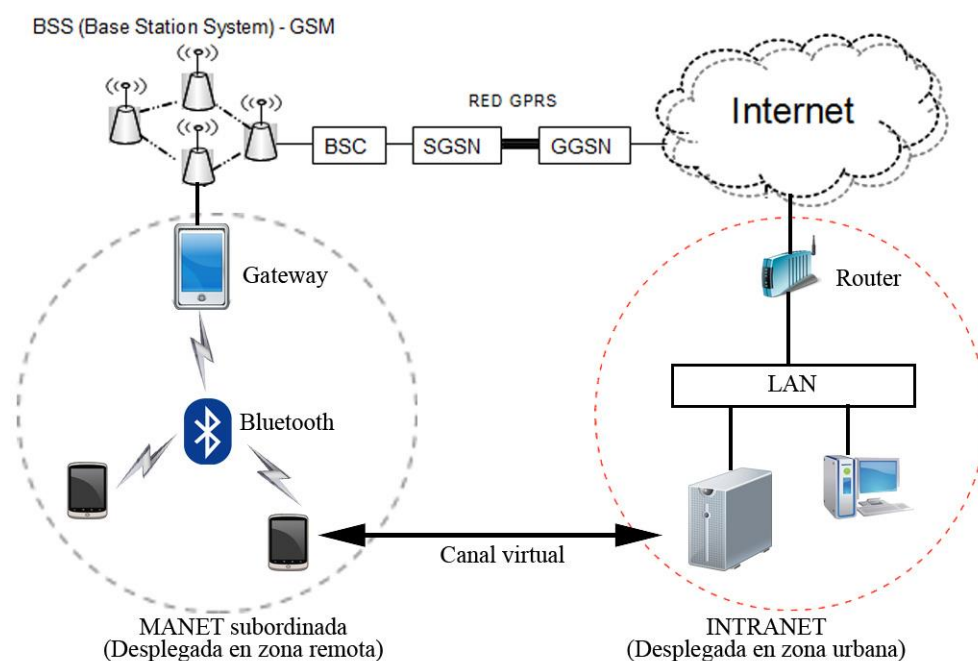 BSS (Base Station System) - GSM
RED GPRS
Internet
BSC
SGSN
GGSN
Gateway
Router
LAN
Bluetooth
Canal virtual
MANET subordinada
(Desplegada en zona remota)
INTRANET
(Desplegada en zona urbana)